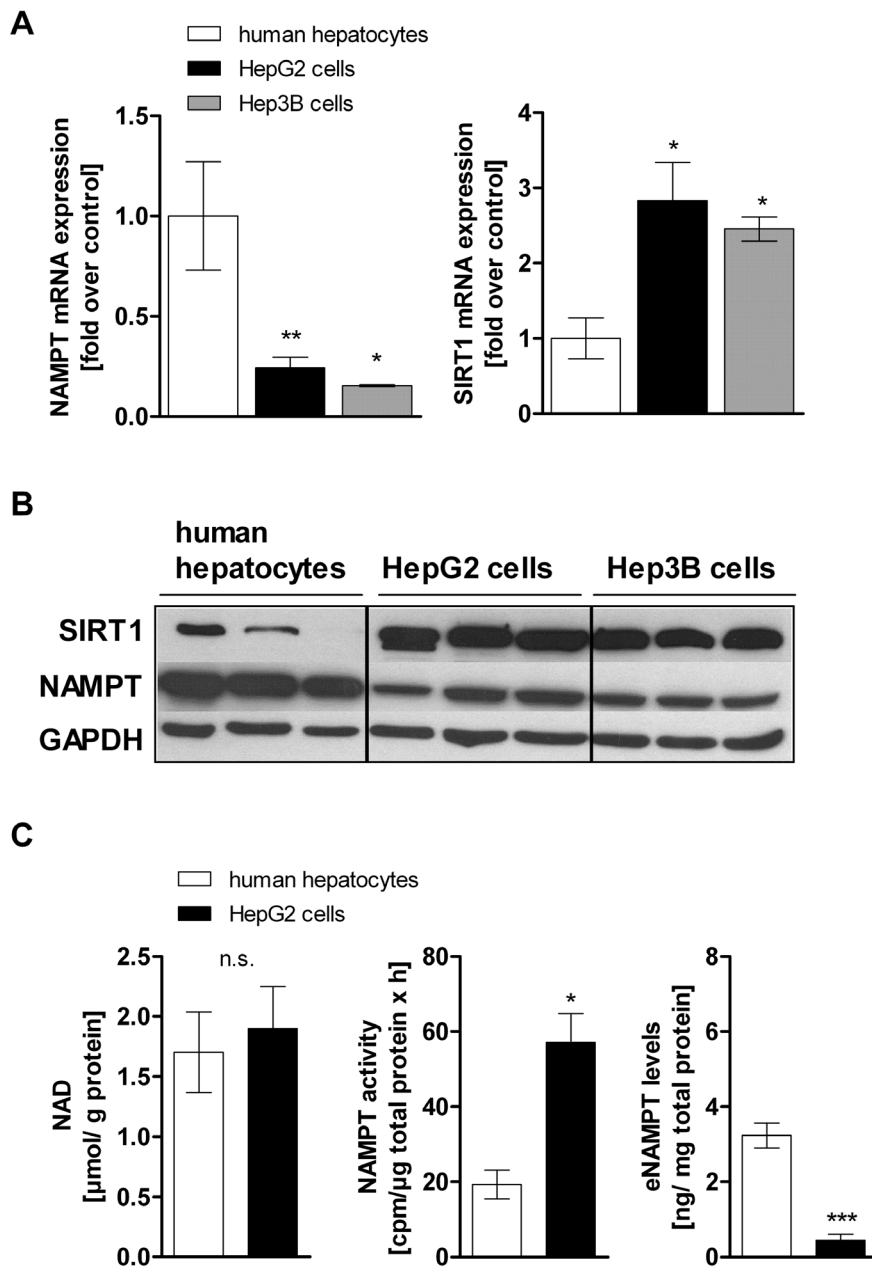 A
human hepatocytes
HepG2 cells
Hep3B cells
NAMPT mRNA expression
[fold over control]
1.5
1.0
0.5
0.0
**
*
SIRT1 mRNA expression
[fold over control]
4
3
2
1
0
*
*
B
human
hepatocytes
HepG2 cells
Hep3B cells
SIRT1
NAMPT
GAPDH
C
human hepatocytes
HepG2 cells
NAD
[µmol/ g protein]
2.5
2.0
1.5
1.0
0.5
0.0
n.s.
NAMPT activity
[cpm/µg total protein x h]
80
60
40
20
0
*
eNAMPT levels
[ng/ mg total protein]
8
6
4
2
0
***